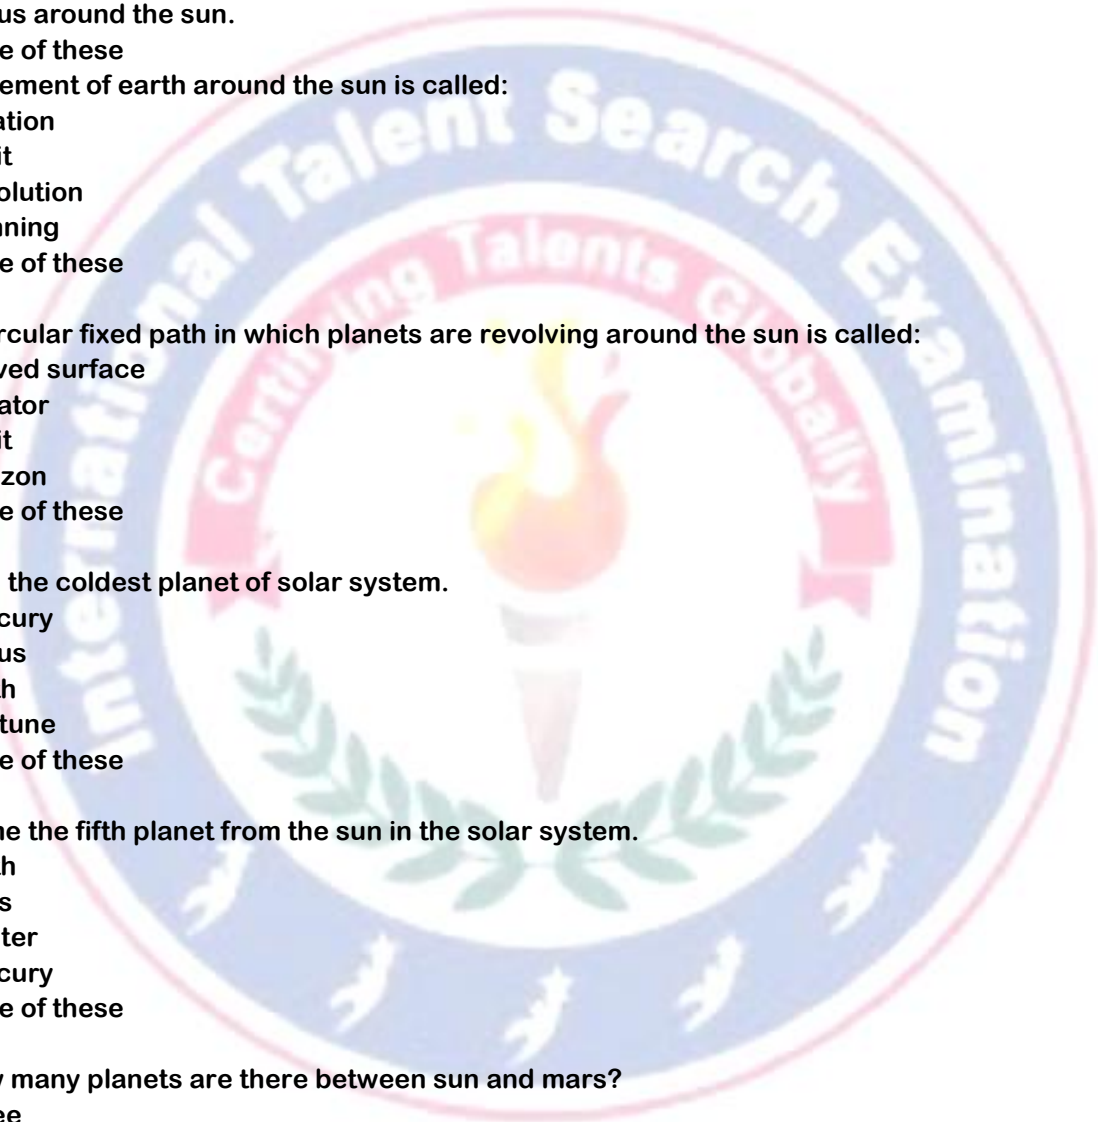 us around the sun.
e of these
ement of earth around the sun is called:
ation
it
olution
nning
e of these
rcular fixed path in which planets are revolving around the sun is called:
ved surface
ator
it
zon
e of these
the coldest planet of solar system.
cury
us
th
tune
e of these
ne the fifth planet from the sun in the solar system.
th
s
ter
cury
e of these
w many planets are there between sun and mars?
ee
International Talent Search Examination
Certifying Talents Globally